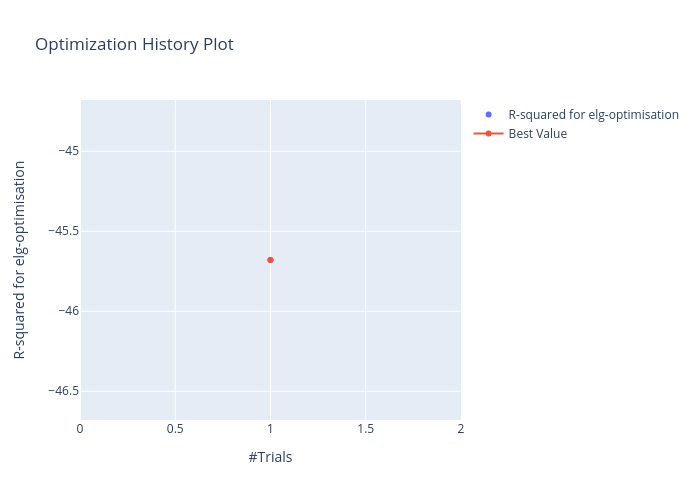 Optimization History Plot
R-squared for elg-optimisation
Best Value
R-squared for elg-optimisation
−45
−45.5
−46
−46.5
0
0.5
1
1.5
2
#Trials